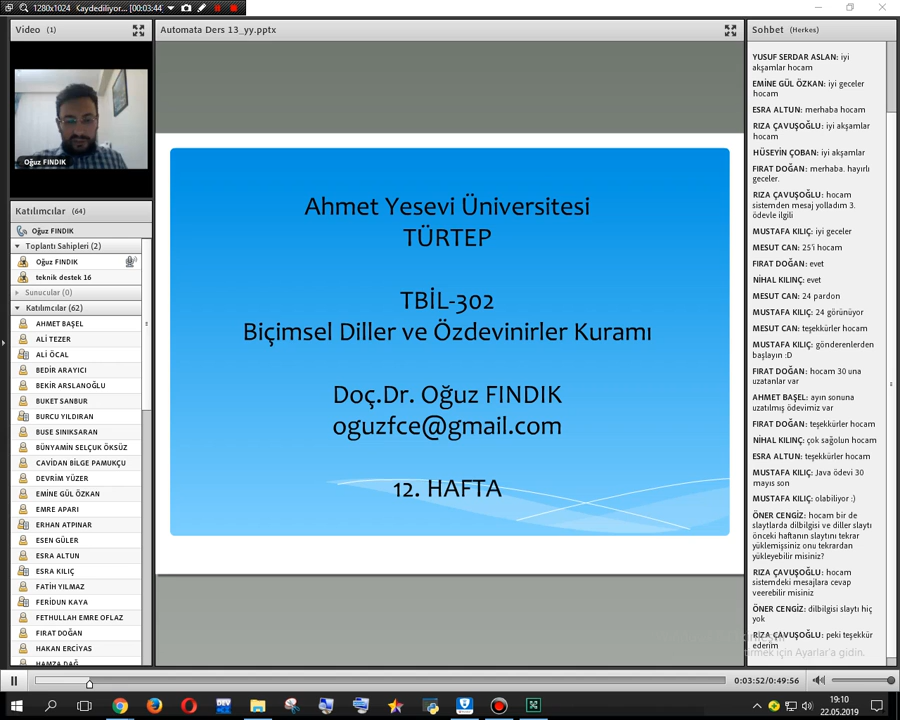 1280x1024 Kaydediliyor... [00:03:44]
Video (1)
Oğuz FINDIK
Katılımcılar (64)
Oğuz FINDIK
Toplantı Sahipleri (2)
Oğuz FINDIK
teknik destek 16
Sunucular (0)
Katılımcılar (62)
AHMET BAŞEL
ALİ TEZER
ALİ ÖCAL
BEDİR ARAYICI
BEKİR ARSLANOĞLU
BUKET SANBUR
BURCU YILDIRAN
BUSE SINIKSARAN
BÜNYAMİN SELÇUK ÖKSÜZ
CAVİDAN BİLGE PAMUKÇU
DEVRİM YÜZER
EMİNE GÜL ÖZKAN
EMRE APARI
ERHAN ATPINAR
ESEN GÜLER
ESRA ALTUN
ESRA KILIÇ
FATİH YILMAZ
FERİDUN KAYA
FETHULLAH EMRE OFLAZ
FIRAT DOĞAN
HAKAN ERCİYAS
HAMZA DAĞ
Automata Ders 13_yy.pptx
Ahmet Yesevi Üniversitesi
TÜRTEP
TBİL-302
Biçimsel Diller ve Özdevinirler Kuramı
Doç.Dr. Oğuz FINDIK
oguzfce@gmail.com
12. HAFTA
Sohbet (Herkes)
YUSUF SERDAR ASLAN: iyi
akşamlar hocam
EMİNE GÜL ÖZKAN: iyi geceler
hocam
ESRA ALTUN: merhaba hocam
RIZA ÇAVUŞOĞLU: iyi akşamlar
hocam
HÜSEYİN ÇOBAN: iyi akşamlar
FIRAT DOĞAN: merhaba. hayırlı
geceler.
RIZA ÇAVUŞOĞLU: hocam
sistemden mesaj yolladım 3.
ödevle ilgili
MUSTAFA KILIÇ: iyi geceler
MESUT CAN: 25'i hocam
FIRAT DOĞAN: evet
NİHAL KILINÇ: evet
MESUT CAN: 24 pardon
MUSTAFA KILIÇ: 24 görünüyor
MESUT CAN: teşekkürler hocam
MUSTAFA KILIÇ: gönderenlerden
başlayın :D
FIRAT DOĞAN: hocam 30 una
uzatanlar var
AHMET BAŞEL: ayın sonuna
uzatılmış ödevimiz var
FIRAT DOĞAN: teşekkürler hocam
NİHAL KILINÇ: çok sağolun hocam
ESRA ALTUN: teşekkürler hocam
MUSTAFA KILIÇ: Java ödevi 30
mayıs son
MUSTAFA KILIÇ: olabiliyor :)
ÖNER CENGİZ: hocam bir de
slaytlarda dilbilgisi ve diller slaytı
önceki haftanın slaytını tekrar
yüklemişsiniz onu tekrardan
yükleyebilir misiniz?
RIZA ÇAVUŞOĞLU: hocam
sistemdeki mesajlara cevap
veerebilir misiniz
ÖNER CENGİZ: dilbilgisi slaytı hiç
yok
RIZA ÇAVUŞOĞLU: peki teşekkür
ederim
için Ayarlar'a gidin.
0:03:52/0:49:56
DEV
19:10
22.05.2019